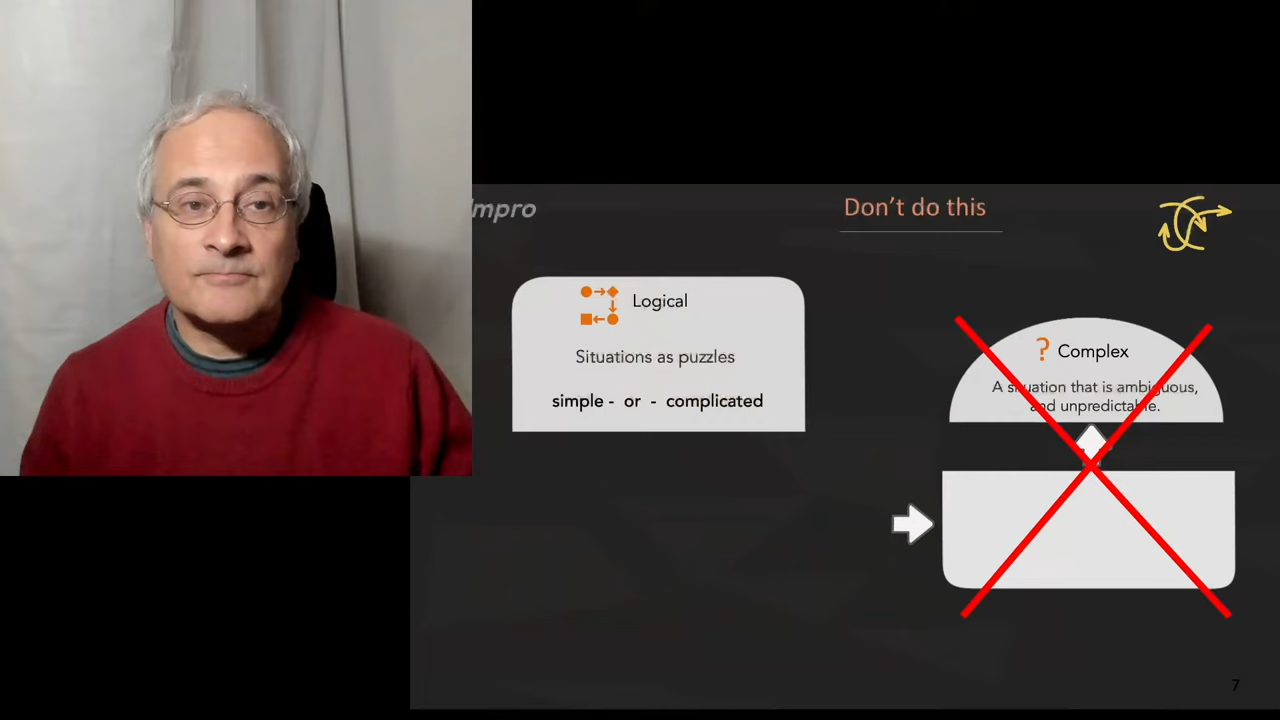 Impro
Don't do this
Logical
Situations as puzzles
simple - or - complicated
? Complex
A situation that is ambiguous,
and unpredictable.
7